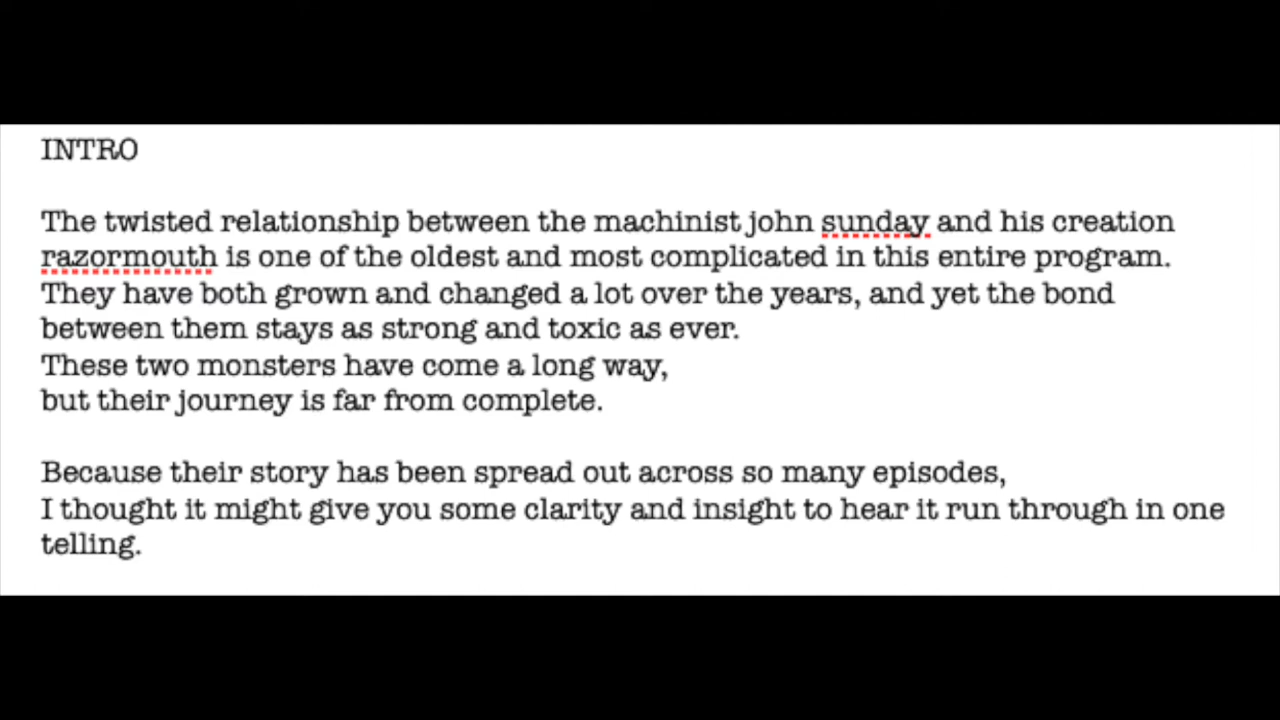 INTRO
The twisted relationship between the machinist john sunday and his creation
razormouth is one of the oldest and most complicated in this entire program.
They have both grown and changed a lot over the years, and yet the bond
between them stays as strong and toxic as ever.
These two monsters have come a long way,
but their journey is far from complete.
Because their story has been spread out across so many episodes,
I thought it might give you some clarity and insight to hear it run through in one
telling.